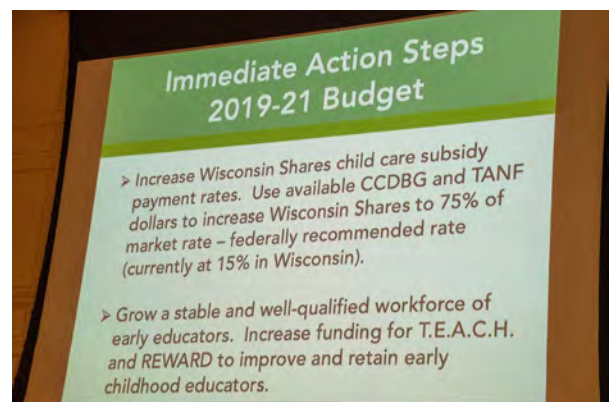 Immediate Action Steps
2019-21 Budget
➢ Increase Wisconsin Shares child care subsidy
payment rates. Use available CCDBG and TANF
dollars to increase Wisconsin Shares to 75% of
market rate – federally recommended rate
(currently at 15% in Wisconsin).
➢ Grow a stable and well-qualified workforce of
early educators. Increase funding for T.E.A.C.H.
and REWARD to improve and retain early
childhood educators.